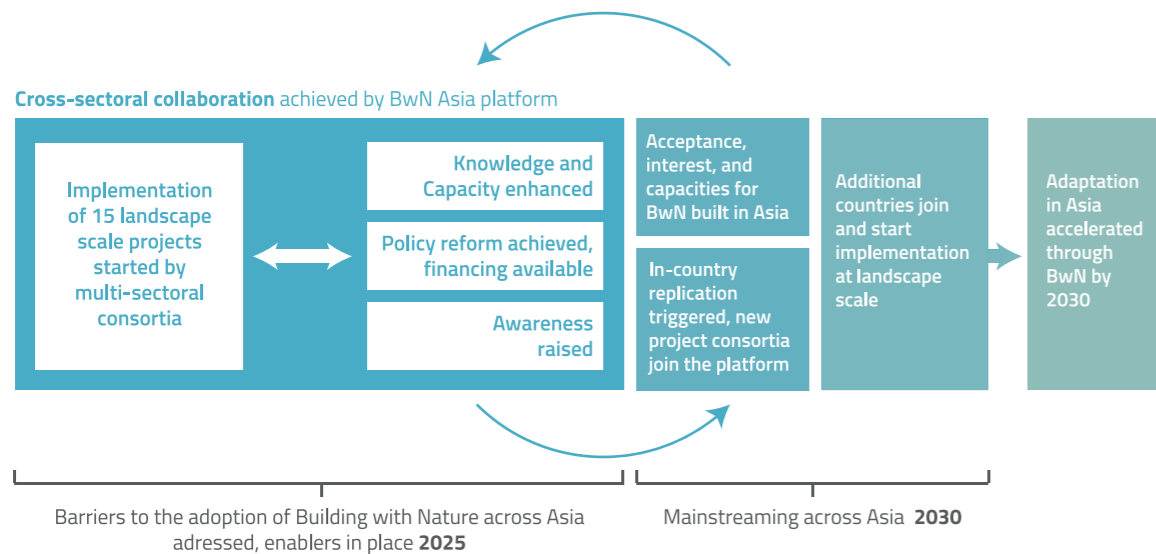 Cross-sectoral collaboration achieved by BwN Asia platform
Implementation
of 15 landscape
scale projects
started by
multi-sectoral
consortia
Knowledge and
Capacity enhanced
Policy reform achieved,
financing available
Awareness
raised
Acceptance,
interest, and
capacities for
BwN built in Asia
In-country
replication
triggered, new
project consortia
join the platform
Additional
countries join
and start
implementation
at landscape
scale
Adaptation
in Asia
accelerated
through
BwN by
2030
Barriers to the adoption of Building with Nature across Asia
adressed, enablers in place 2025
Mainstreaming across Asia 2030